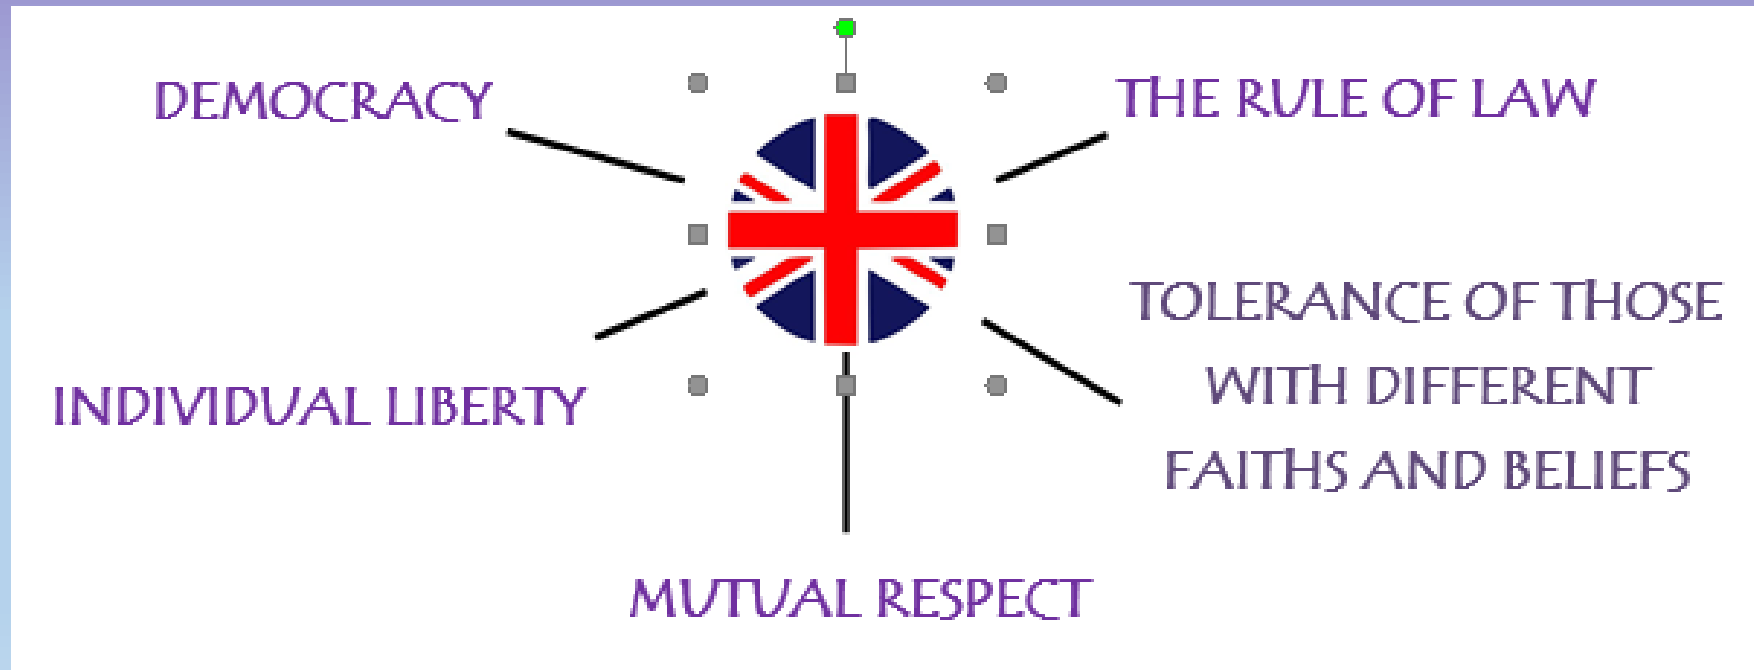 DEMOCRACY
THE RULE OF LAW
TOLERANCE OF THOSE
WITH DIFFERENT
FAITHS AND BELIEFS
INDIVIDUAL LIBERTY
MUTUAL RESPECT